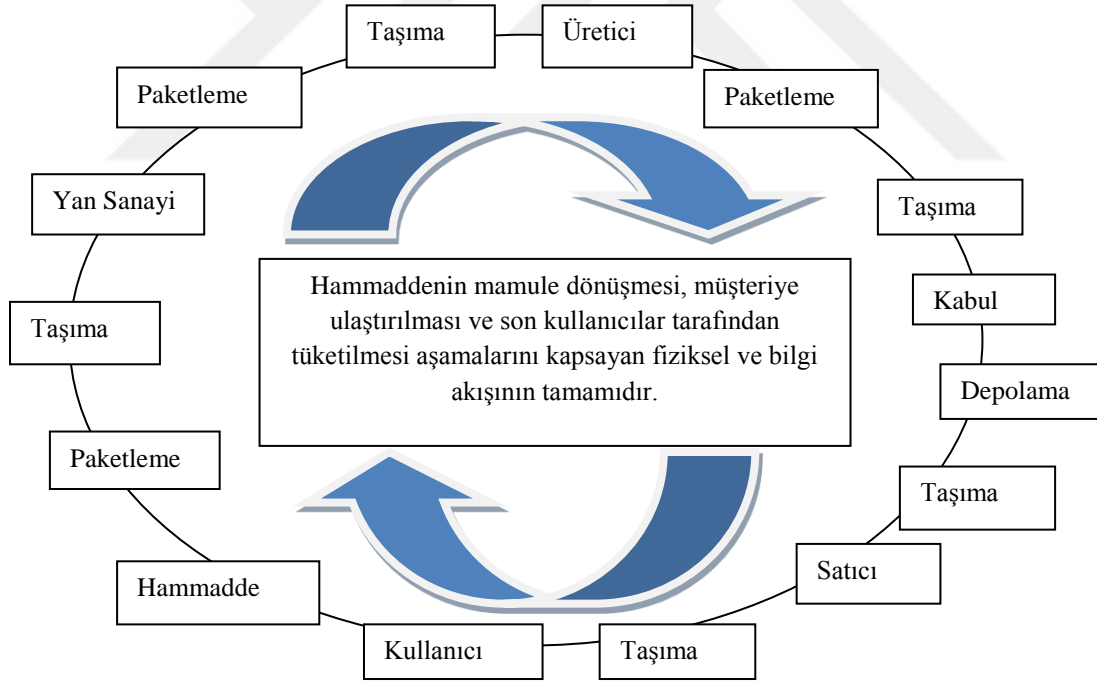 Taşıma
Üretici
Paketleme
Paketleme
Yan Sanayi
Taşıma
Hammaddenin mamule dönüşmesi, müşteriye
ulaştırılması ve son kullanıcılar tarafından
tüketilmesi aşamalarını kapsayan fiziksel ve bilgi
akışının tamamıdır.
Taşıma
Kabul
Depolama
Paketleme
Taşıma
Hammadde
Satıcı
Kullanıcı
Taşıma